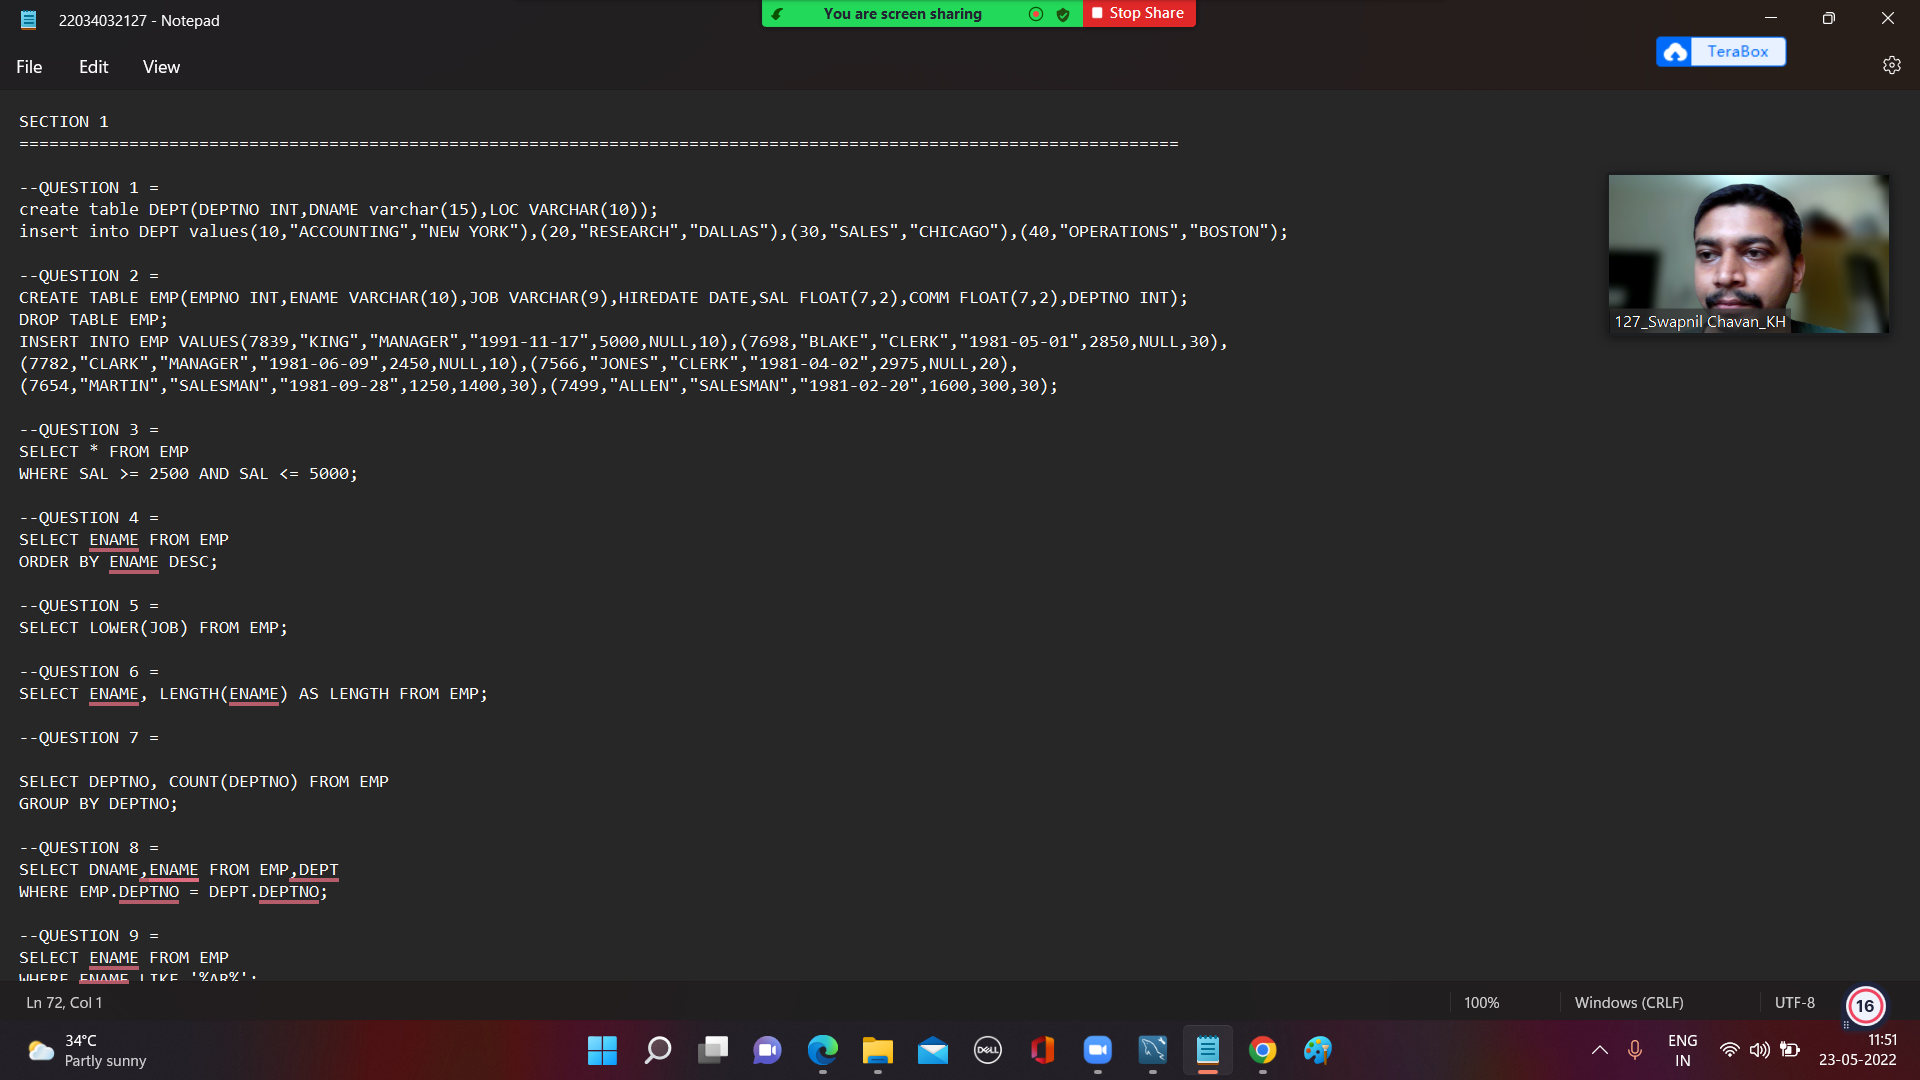 22034032127 - Notepad
You are screen sharing
Stop Share
TeraBox
File Edit View
SECTION 1
====================================================================================================================
--QUESTION 1 =
create table DEPT(DEPTNO INT,DNAME varchar(15),LOC VARCHAR(10));
insert into DEPT values(10,"ACCOUNTING","NEW YORK"),(20,"RESEARCH","DALLAS"),(30,"SALES","CHICAGO"),(40,"OPERATIONS","BOSTON");
--QUESTION 2 =
CREATE TABLE EMP(EMPNO INT,ENAME VARCHAR(10),JOB VARCHAR(9),HIREDATE DATE,SAL FLOAT(7,2),COMM FLOAT(7,2),DEPTNO INT);
DROP TABLE EMP;
INSERT INTO EMP VALUES(7839,"KING","MANAGER","1991-11-17",5000,NULL,10),(7698,"BLAKE","CLERK","1981-05-01",2850,NULL,30),
(7782,"CLARK","MANAGER","1981-06-09",2450,NULL,10),(7566,"JONES","CLERK","1981-04-02",2975,NULL,20),
(7654,"MARTIN","SALESMAN","1981-09-28",1250,1400,30),(7499,"ALLEN","SALESMAN","1981-02-20",1600,300,30);
127_Swapnil Chavan_KH
--QUESTION 3 =
SELECT * FROM EMP
WHERE SAL >= 2500 AND SAL <= 5000;
--QUESTION 4 =
SELECT ENAME FROM EMP
ORDER BY ENAME DESC;
--QUESTION 5 =
SELECT LOWER(JOB) FROM EMP;
--QUESTION 6 =
SELECT ENAME, LENGTH(ENAME) AS LENGTH FROM EMP;
--QUESTION 7 =
SELECT DEPTNO, COUNT(DEPTNO) FROM EMP
GROUP BY DEPTNO;
--QUESTION 8 =
SELECT DNAME,ENAME FROM EMP,DEPT
WHERE EMP.DEPTNO = DEPT.DEPTNO;
--QUESTION 9 =
SELECT ENAME FROM EMP
WHERE ENAME LIKE '%AR%';
Ln 72, Col 1
100%
Windows (CRLF)
UTF-8
16
34°C
Partly sunny
DELL
ENG
IN
11:51
23-05-2022